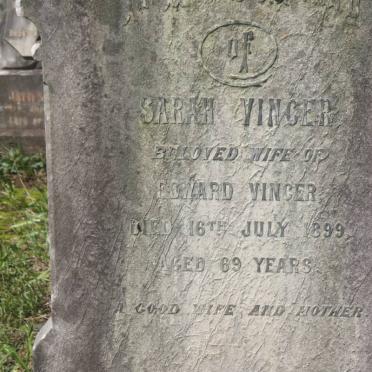 of
SARAH VINCER
BELOVED WIFE OF
EDWARD VINCER
DIED 16TH JULY 1899
AGED 69 YEARS
A GOOD WIFE AND MOTHER